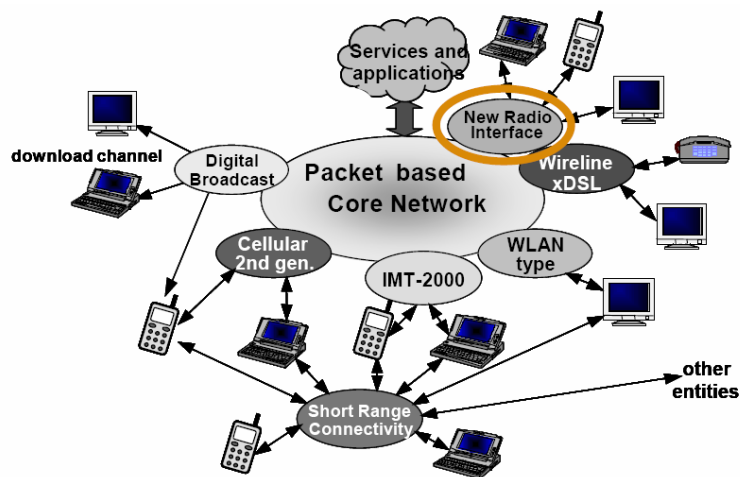 Services and
applications
New Radio
Interface
download channel
Digital
Broadcast
Packet based
Core Network
Wireline
xDSL
Cellular
2nd gen.
WLAN
type
IMT-2000
other
entities
Short Range
Connectivity